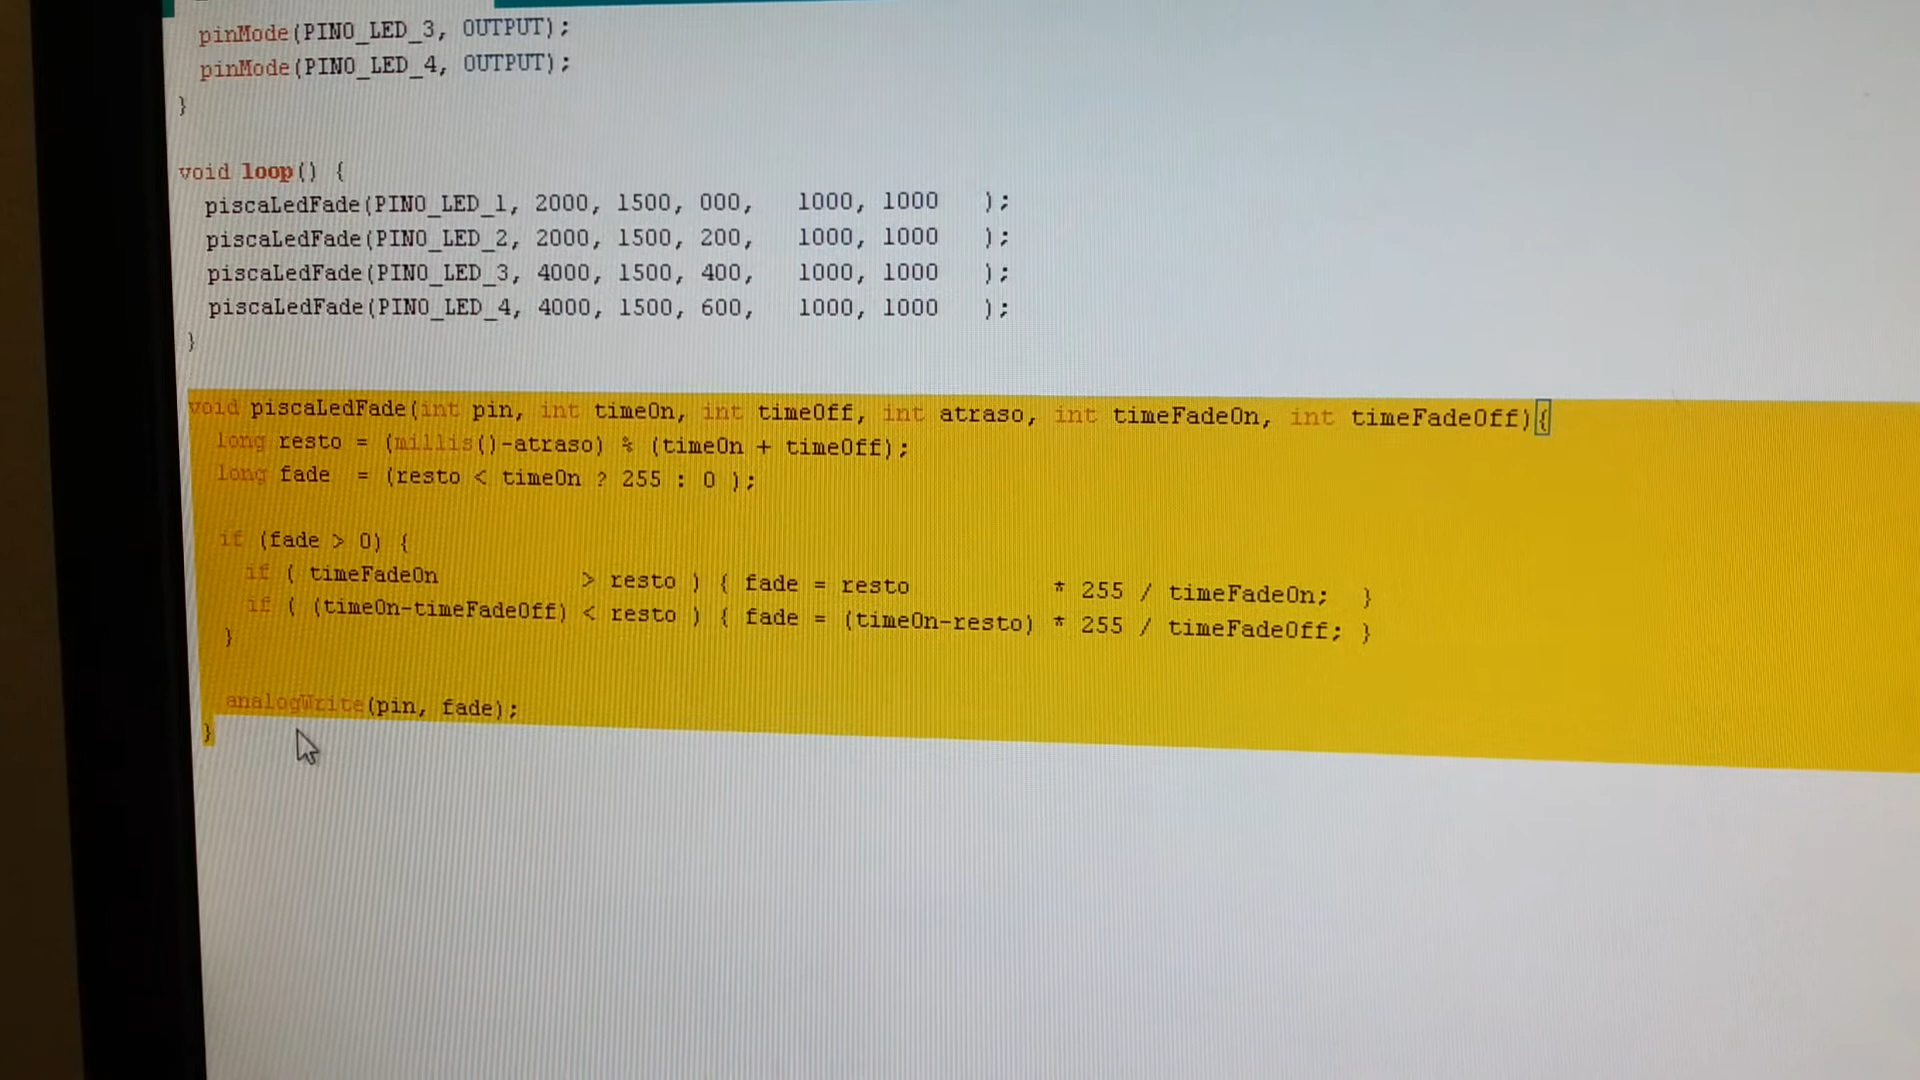 pinMode(PINO_LED_3, OUTPUT);
pinMode(PINO_LED_4, OUTPUT);
}
void loop() {
piscaLedFade(PINO_LED_1, 2000, 1500, 000, 1000, 1000 );
piscaLedFade(PINO_LED_2, 2000, 1500, 200, 1000, 1000 );
piscaLedFade(PINO_LED_3, 4000, 1500, 400, 1000, 1000 );
piscaLedFade(PINO_LED_4, 4000, 1500, 600, 1000, 1000 );
}
void piscaLedFade(int pin, int timeOn, int timeOff, int atraso, int timeFadeOn, int timeFadeOff){
long resto = (millis()-atraso) % (timeOn + timeOff);
long fade = (resto < timeOn ? 255 : 0 );
if (fade > 0) {
if ( timeFadeOn > resto ) { fade = resto * 255 / timeFadeOn; }
if ( (timeOn-timeFadeOff) < resto ) { fade = (timeOn-resto) * 255 / timeFadeOff; }
}
analogWrite(pin, fade);
}